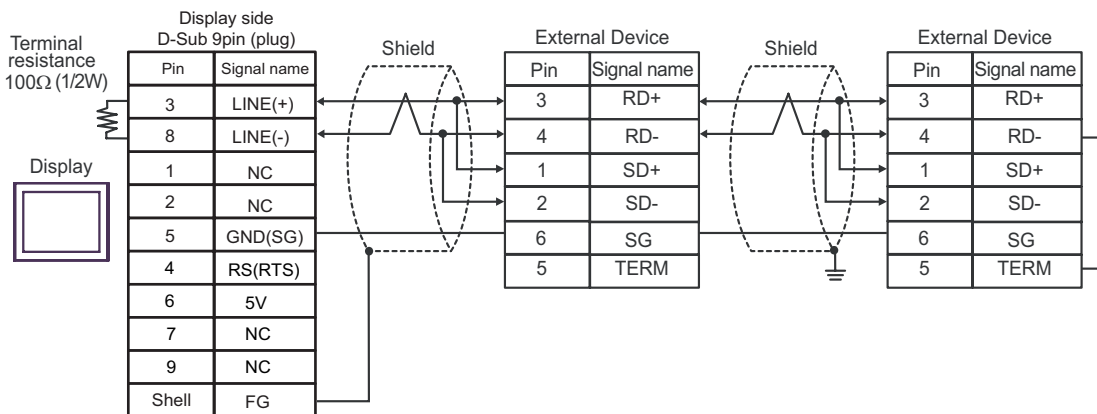 Display side
D-Sub 9pin (plug)
Terminal
resistance
100Ω (1/2W)
Display
Pin Signal name
3 LINE(+)
8 LINE(-)
1 NC
2 NC
5 GND(SG)
4 RS(RTS)
6 5V
7 NC
9 NC
Shell FG
Shield
External Device
Pin Signal name
3 RD+
4 RD-
1 SD+
2 SD-
6 SG
5 TERM
Shield
External Device
Pin Signal name
3 RD+
4 RD-
1 SD+
2 SD-
6 SG
5 TERM